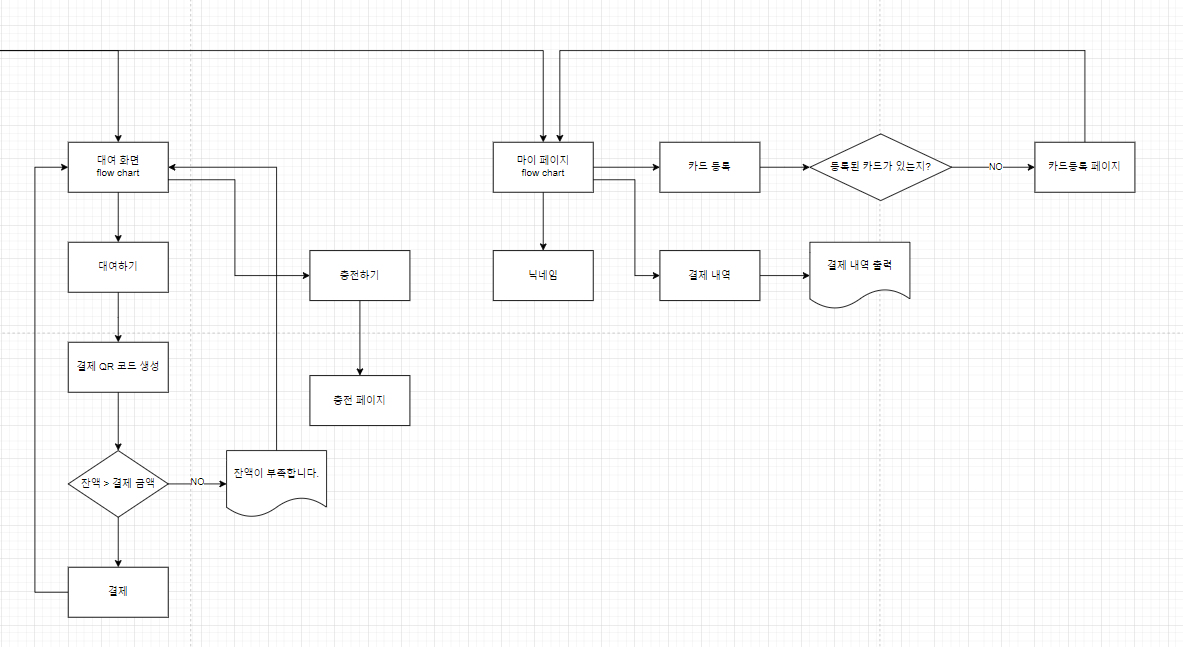 대여 화면
flow chart
마이 페이지
flow chart
카드 등록
등록된 카드가 있는지?
NO
카드등록 페이지
대여하기
충전하기
닉네임
결제 내역
결제 내역 출력
결제 QR 코드 생성
충전 페이지
잔액 > 결제 금액
NO
잔액이 부족합니다.
결제